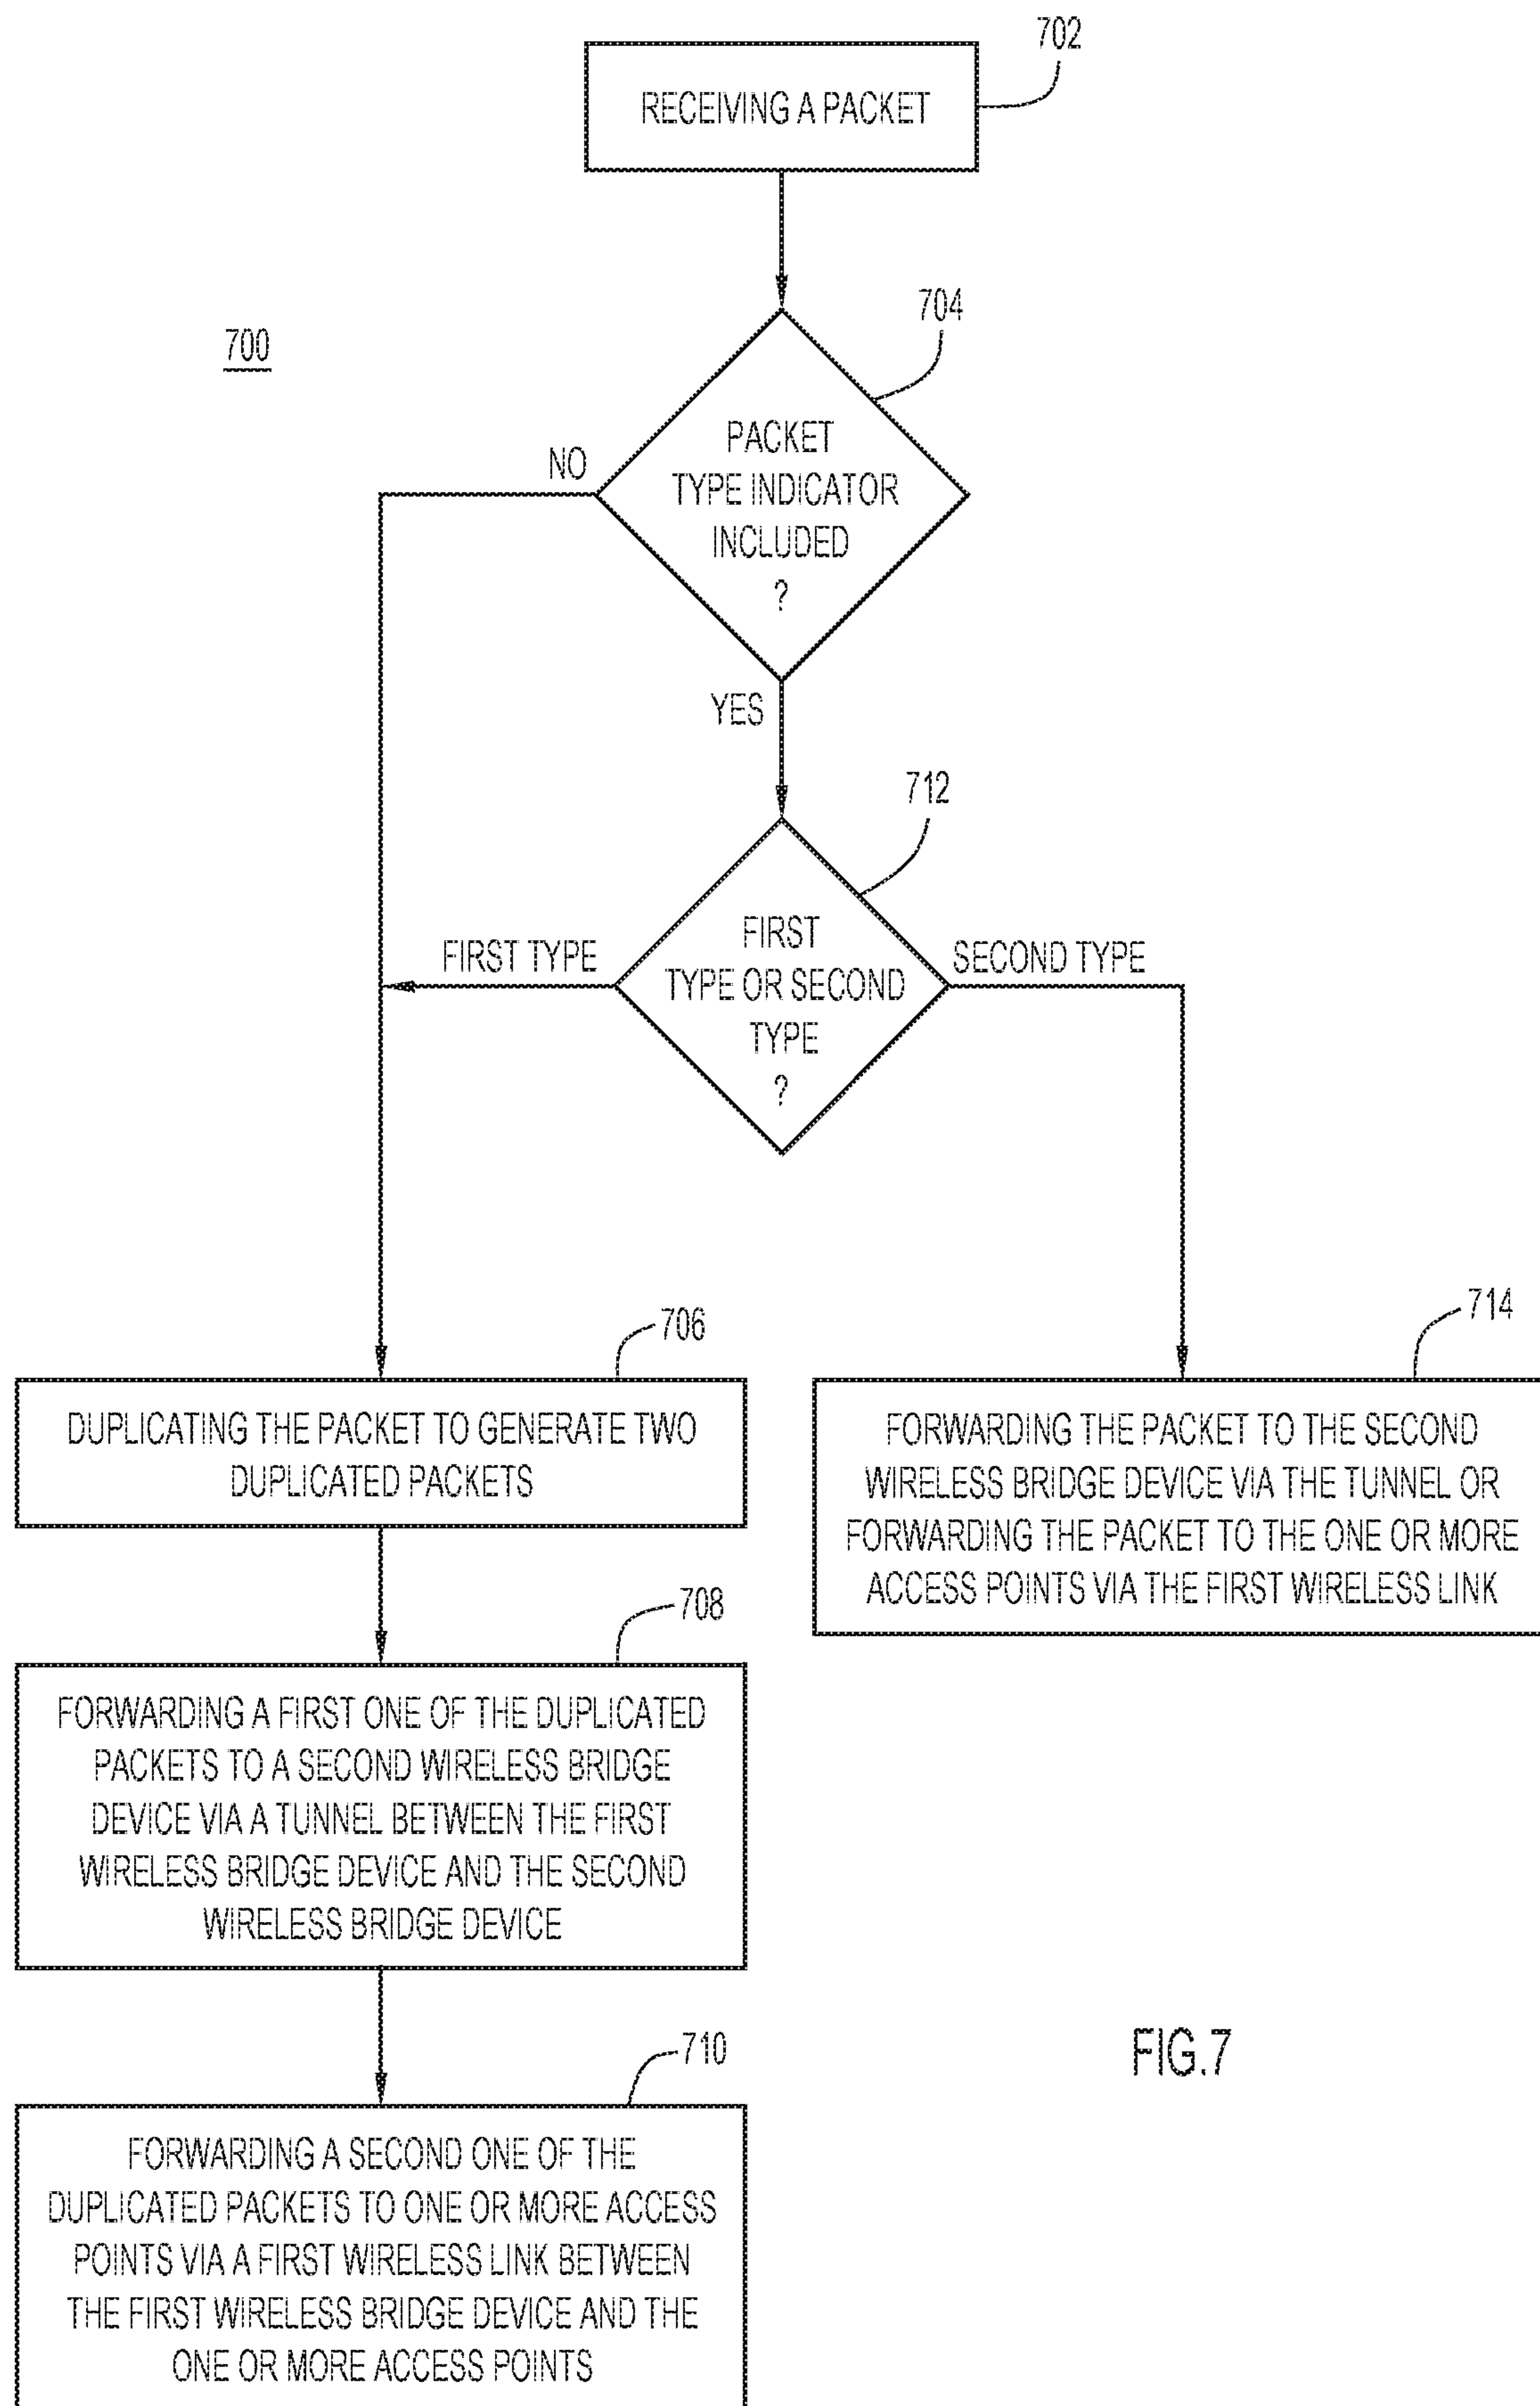 702
RECEIVING A PACKET
704
700
PACKET
TYPE INDICATOR
INCLUDED
?
NO
YES
712
FIRST
TYPE OR SECOND
TYPE
?
FIRST TYPE
SECOND TYPE
706
DUPLICATING THE PACKET TO GENERATE TWO
DUPLICATED PACKETS
714
FORWARDING THE PACKET TO THE SECOND
WIRELESS BRIDGE DEVICE VIA THE TUNNEL OR
FORWARDING THE PACKET TO THE ONE OR MORE
ACCESS POINTS VIA THE FIRST WIRELESS LINK
708
FORWARDING A FIRST ONE OF THE DUPLICATED
PACKETS TO A SECOND WIRELESS BRIDGE
DEVICE VIA A TUNNEL BETWEEN THE FIRST
WIRELESS BRIDGE DEVICE AND THE SECOND
WIRELESS BRIDGE DEVICE
710
FORWARDING A SECOND ONE OF THE
DUPLICATED PACKETS TO ONE OR MORE ACCESS
POINTS VIA A FIRST WIRELESS LINK BETWEEN
THE FIRST WIRELESS BRIDGE DEVICE AND THE
ONE OR MORE ACCESS POINTS
FIG.7